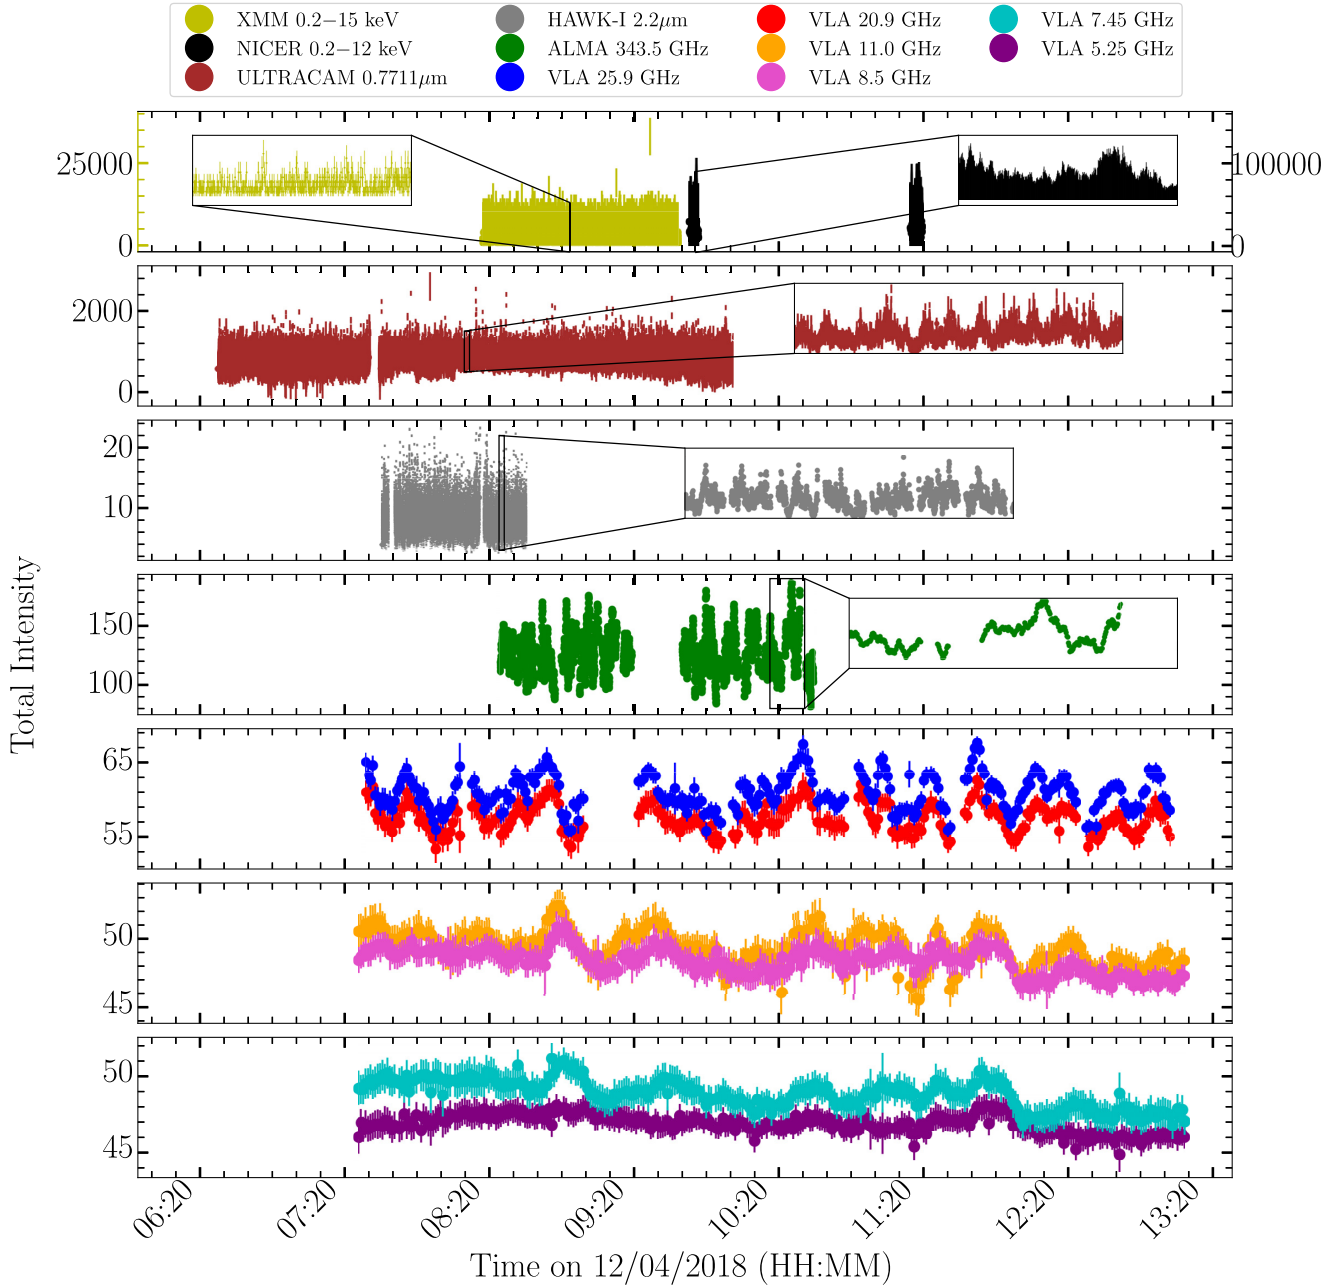 XMM 0.2−15 keV
NICER 0.2−12 keV
ULTRACAM 0.7711μm
HAWK-I 2.2μm
ALMA 343.5 GHz
VLA 25.9 GHz
VLA 20.9 GHz
VLA 11.0 GHz
VLA 8.5 GHz
VLA 7.45 GHz
VLA 5.25 GHz
25000
0
100000
0
2000
0
20
10
150
100
65
55
50
45
50
45
Total Intensity
06:20
07:20
08:20
09:20
10:20
11:20
12:20
13:20
Time on 12/04/2018 (HH:MM)